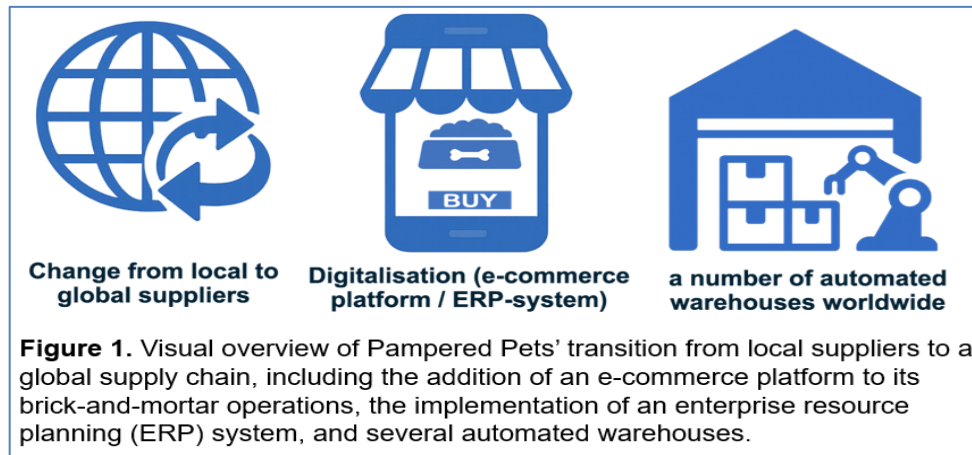 BUY
Change from local to
global suppliers
Digitalisation (e-commerce
platform / ERP-system)
a number of automated
warehouses worldwide
Figure 1. Visual overview of Pampered Pets’ transition from local suppliers to a
global supply chain, including the addition of an e-commerce platform to its
brick-and-mortar operations, the implementation of an enterprise resource
planning (ERP) system, and several automated warehouses.